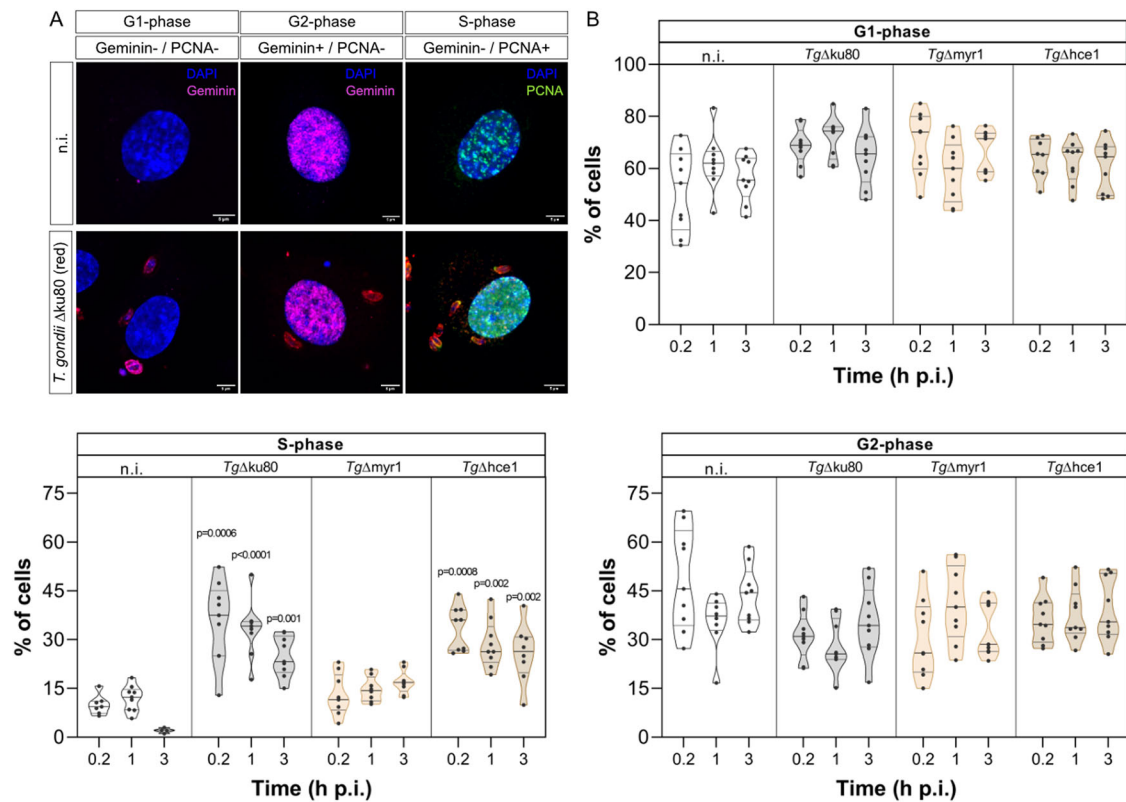 A
G1-phase
G2-phase
S-phase
Geminin- / PCNA-
Geminin+ / PCNA-
Geminin- / PCNA+
n.i.
DAPI
Geminin
DAPI
Geminin
DAPI
PCNA
T. gondii Δku80 (red)
B
G1-phase
n.i.
TgΔku80
TgΔmyr1
TgΔhce1
% of cells
100
80
60
40
20
0
0.2 1 3 0.2 1 3 0.2 1 3 0.2 1 3
Time (h p.i.)
S-phase
n.i.
TgΔku80
TgΔmyr1
TgΔhce1
% of cells
75
60
45
30
15
0
p=0.0006
p<0.0001
p=0.001
p=0.0008
p=0.002
p=0.002
0.2 1 3 0.2 1 3 0.2 1 3 0.2 1 3
Time (h p.i.)
G2-phase
n.i.
TgΔku80
TgΔmyr1
TgΔhce1
% of cells
75
60
45
30
15
0
0.2 1 3 0.2 1 3 0.2 1 3 0.2 1 3
Time (h p.i.)